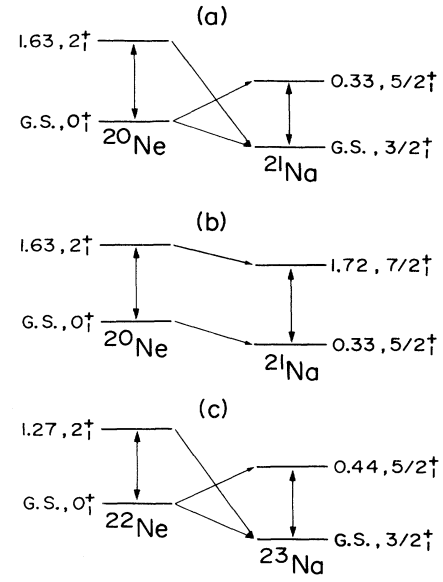 (a)
1.63, 2₁⁺
0.33, 5/2₁⁺
G.S., 0₁⁺
²⁰Ne
G.S., 3/2₁⁺
²¹Na
(b)
1.63, 2₁⁺
1.72, 7/2₁⁺
G.S., 0₁⁺
²⁰Ne
0.33, 5/2₁⁺
²¹Na
(c)
1.27, 2₁⁺
0.44, 5/2₁⁺
G.S., 0₁⁺
²²Ne
G.S., 3/2₁⁺
²³Na